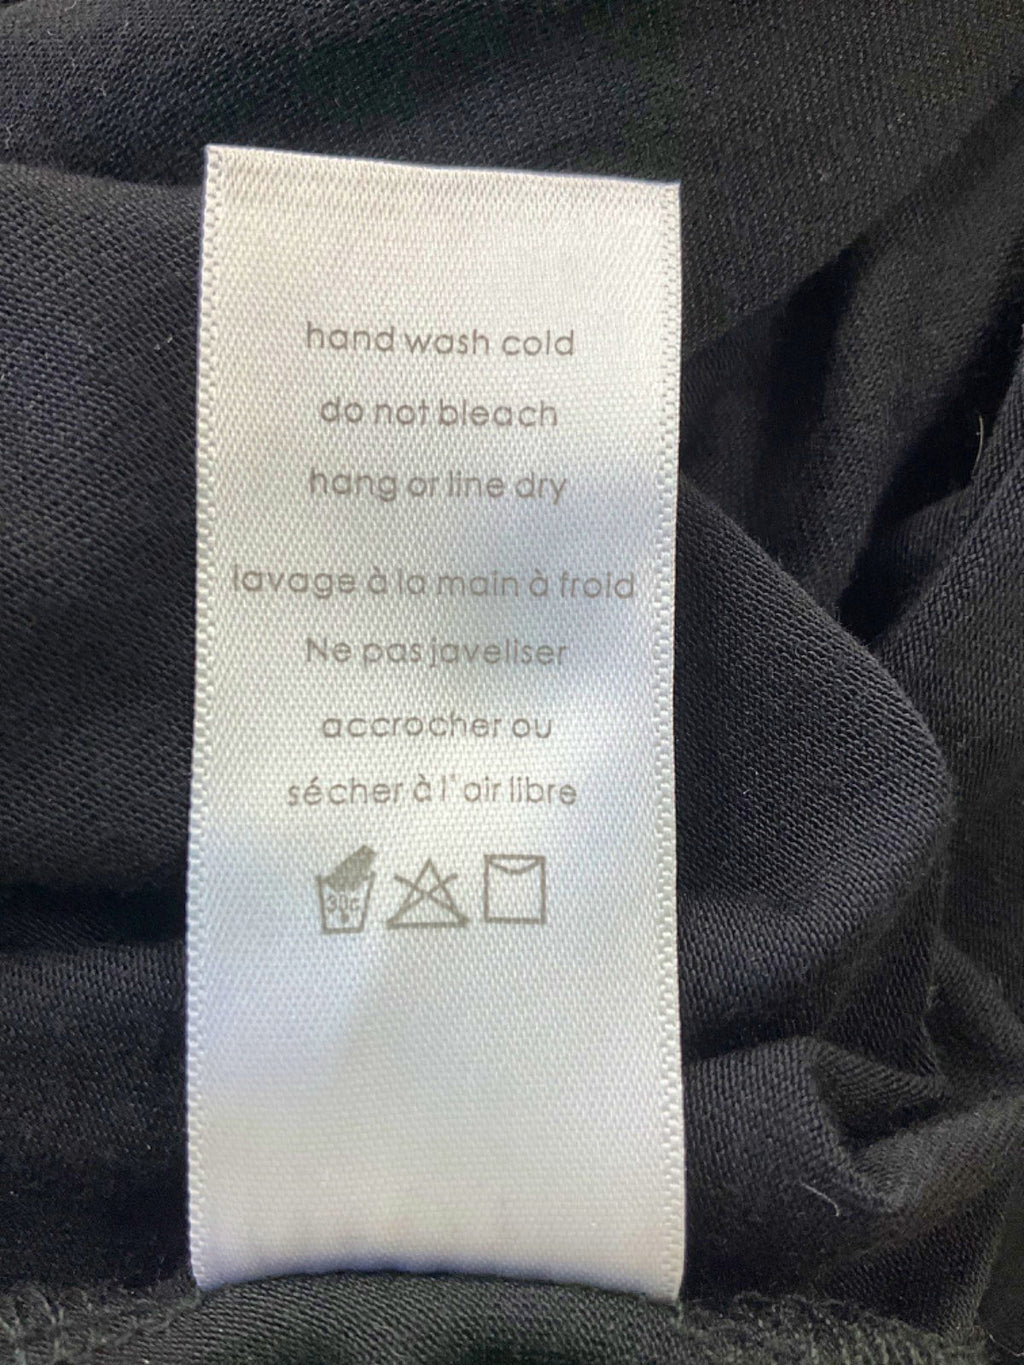 hand wash cold
do not bleach
hang or line dry
lavage à la main à froid
Ne pas javeliser
accrocher ou
sécher à l'air libre
30c